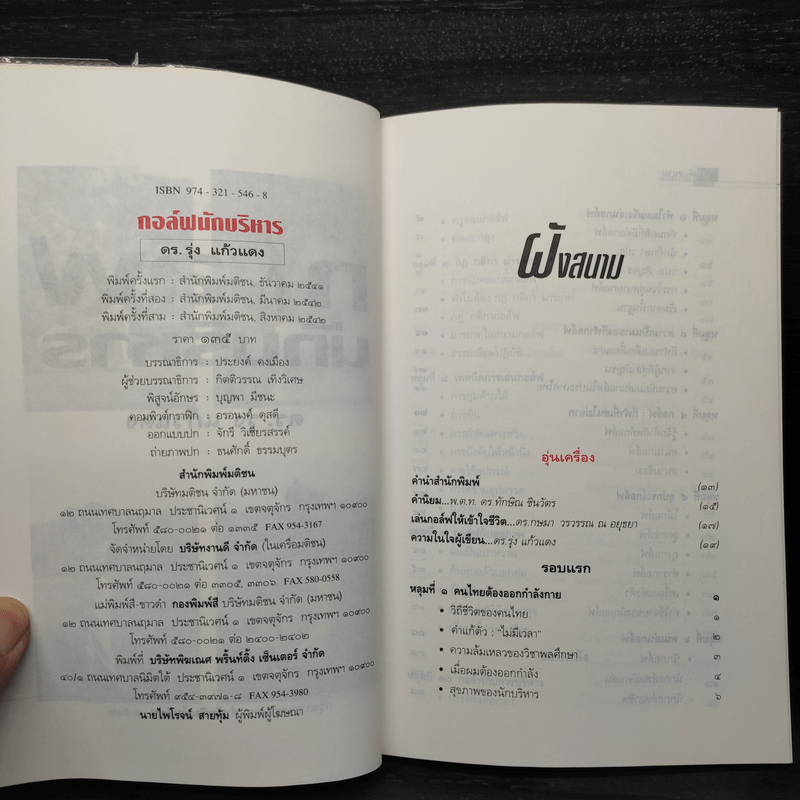 ISBN 974 - 321 - 546 - 8
กอล์ฟนักบริหาร
ดร. รุ่ง แก้วแดง
พิมพ์ครั้งแรก : สำนักพิมพ์มติชน, ธันวาคม ๒๕๔๑
พิมพ์ครั้งที่สอง : สำนักพิมพ์มติชน, มีนาคม ๒๕๔๒
พิมพ์ครั้งที่สาม : สำนักพิมพ์มติชน, สิงหาคม ๒๕๔๒
ราคา ๑๓๕ บาท
บรรณาธิการ : ประยงค์ คงเมือง
ผู้ช่วยบรรณาธิการ : กิตติวรรณ เทิงวิเศษ
พิสูจน์อักษร : บุญพา มีชนะ
คอมพิวต์กราฟิก : อรอนงค์ ดุสดี
ออกแบบปก : จักรี วิเชียรสรรค์
ถ่ายภาพปก : ธนศักดิ์ ธรรมบุตร
สำนักพิมพ์มติชน
บริษัทมติชน จำกัด (มหาชน)
๑๒ ถนนเทศบาลนฤมาล ประชานิเวศน์ ๑ เขตจตุจักร กรุงเทพฯ ๑๐๙๐๐
โทรศัพท์ ๕๘๐-๐๐๒๑ ต่อ ๑๓๓๕ FAX 954-3167
จัดจำหน่ายโดย บริษัทงานดี จำกัด (ในเครือมติชน)
๑๒ ถนนเทศบาลนฤมาล ประชานิเวศน์ ๑ เขตจตุจักร กรุงเทพฯ ๑๐๙๐๐
โทรศัพท์ ๕๘๐-๐๐๒๑ ต่อ ๓๓๐๕, ๓๓๐๖ FAX 580-0558
แม่พิมพ์สี-ขาวดำ กองพิมพ์สี บริษัทมติชน จำกัด (มหาชน)
๑๒ ถนนเทศบาลนฤมาล ประชานิเวศน์ ๑ เขตจตุจักร กรุงเทพฯ ๑๐๙๐๐
โทรศัพท์ ๕๘๐-๐๐๒๑ ต่อ ๒๔๐๐-๒๔๐๒
พิมพ์ที่ บริษัทพิฆเณศ พริ้นท์ติ้ง เซ็นเตอร์ จำกัด
๔๐/๑ ถนนเทศบาลนิมิตใต้ ประชานิเวศน์ ๑ เขตจตุจักร กรุงเทพฯ ๑๐๙๐๐
โทรศัพท์ ๙๕๔-๓๙๗๑-๘ FAX 954-3980
นายไพโรจน์ สายทุ้ม ผู้พิมพ์ผู้โฆษณา
ผังสนาม
อุ่นเครื่อง
คำนำสำนักพิมพ์ (๑๓)
คำนิยม...พ.ต.ท. ดร.ทักษิณ ชินวัตร (๑๕)
เล่นกอล์ฟให้เข้าใจชีวิต...ดร.กษมา วรวรรณ ณ อยุธยา (๑๗)
ความในใจผู้เขียน...ดร.รุ่ง แก้วแดง (๑๙)
รอบแรก
หลุมที่ ๑ คนไทยต้องออกกำลังกาย ๑
• วิถีชีวิตของคนไทย ๑
• คำแก้ตัว : "ไม่มีเวลา" ๒
• ความล้มเหลวของวิชาพลศึกษา ๓
• เมื่อผมต้องออกกำลัง ๔
• สุขภาพของนักบริหาร ๖